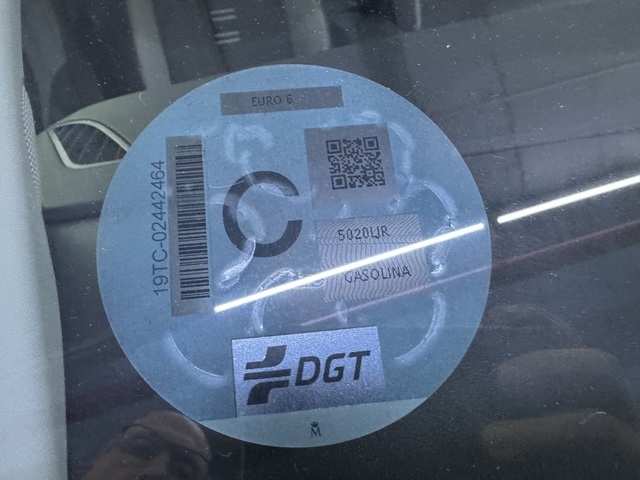 EURO 6
19TC-02442464
C
5020LJR
GASOLINA
DGT
M